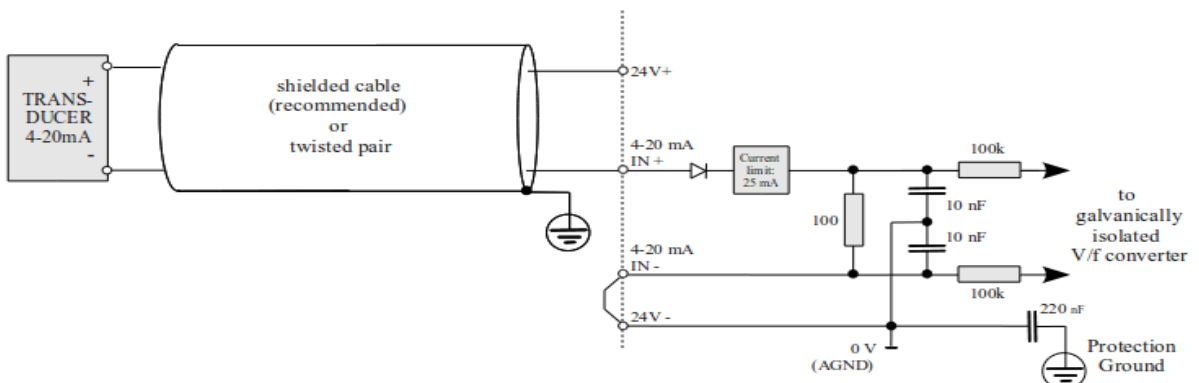 +
TRANS-
DUCER
4-20mA
-
shielded cable
(recommended)
or
twisted pair
24V+
4-20 mA
IN +
Current
limit:
25 mA
100k
10 nF
100
10 nF
to
galvanically
isolated
V/f converter
4-20 mA
IN -
100k
24V -
220 nF
0 V
(AGND)
Protection
Ground